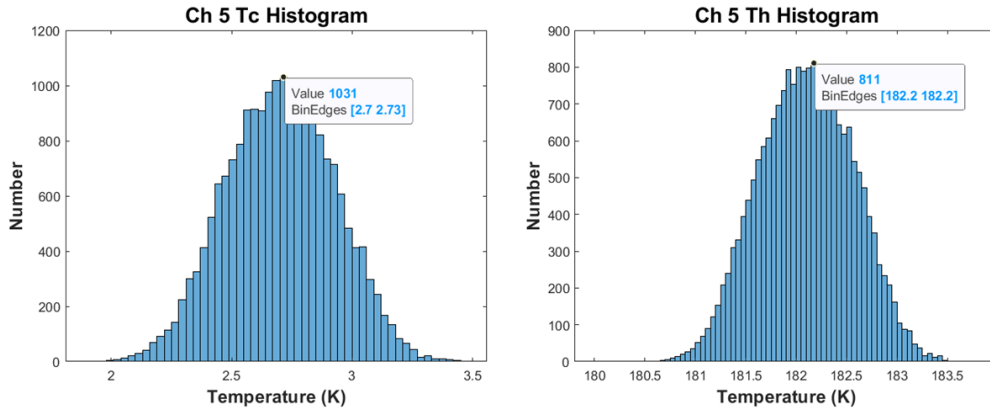 Ch 5 Tc Histogram
1200
1000
800
600
400
200
0
Number
Value 1031
BinEdges [2.7 2.73]
2
2.5
3
3.5
Temperature (K)
Ch 5 Th Histogram
900
800
700
600
500
400
300
200
100
0
Number
Value 811
BinEdges [182.2 182.2]
180
180.5
181
181.5
182
182.5
183
183.5
Temperature (K)